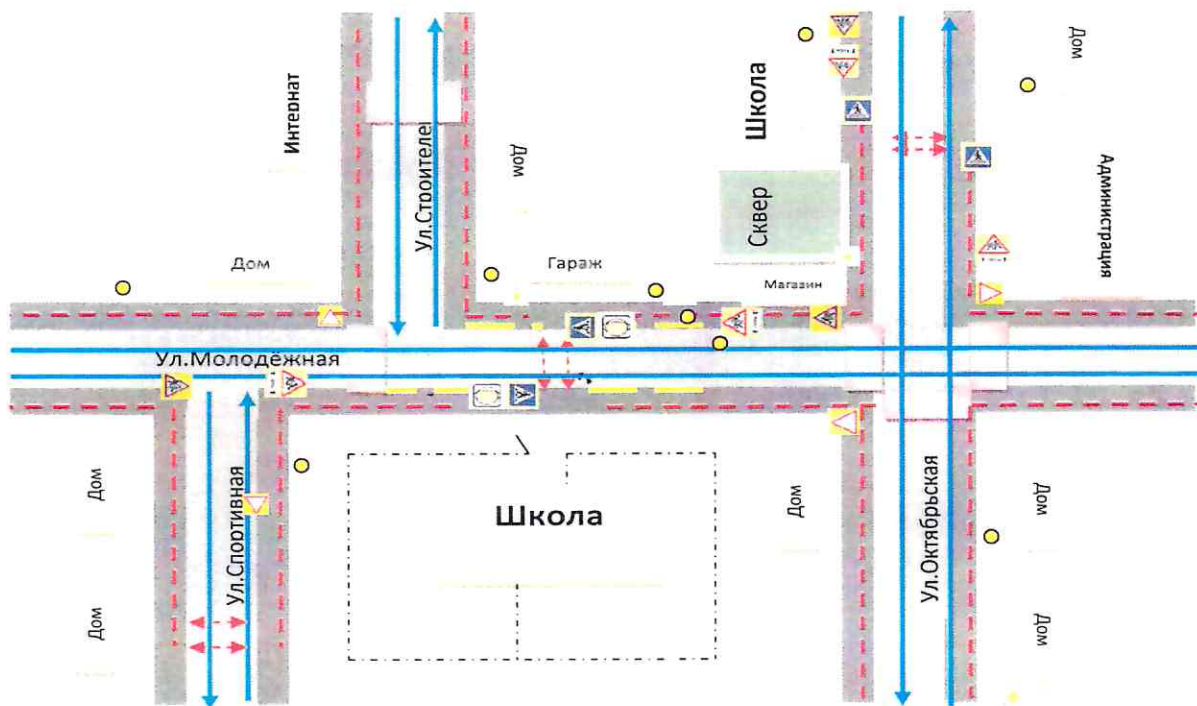 Интернат
Ул.Строителе
Дом
Школа
Сквер
Дом
Администрация
Дом
Гараж
Магазин
Ул.Молодёжная
Дом
Ул.Спортивная
Школа
Дом
Ул.Октябрьская
Дом
Дом
Дом